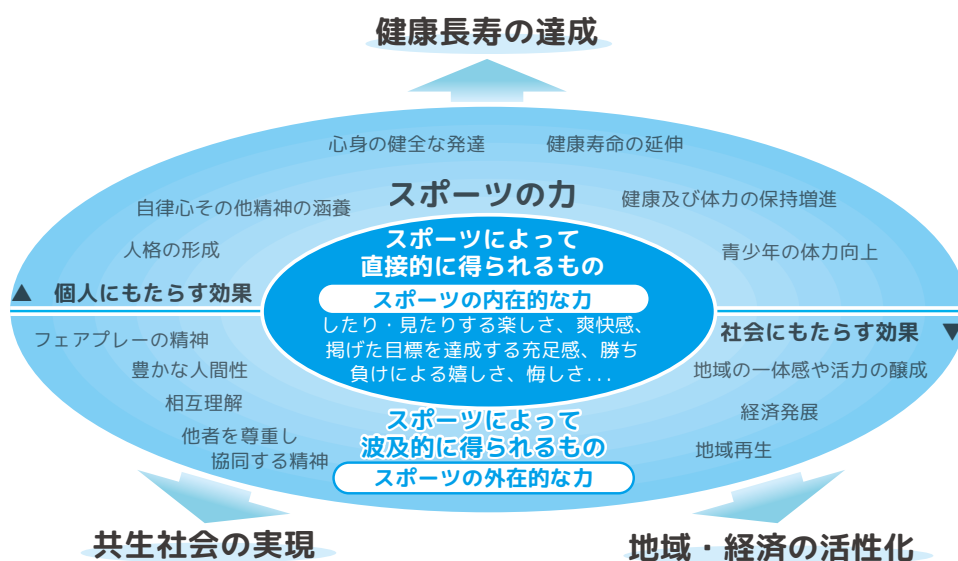 健康長寿の達成
心身の健全な発達
健康寿命の延伸
スポーツの力
自律心その他精神の涵養
健康及び体力の保持増進
人格の形成
青少年の体力向上
スポーツによって
直接的に得られるもの
スポーツの内在的な力
したり・見たりする楽しさ、爽快感、
掲げた目標を達成する充足感、勝ち
負けによる嬉しさ、悔しさ...
▲ 個人にもたらす効果
社会にもたらす効果 ▼
フェアプレーの精神
豊かな人間性
相互理解
他者を尊重し
協同する精神
地域の一体感や活力の醸成
経済発展
地域再生
スポーツによって
波及的に得られるもの
スポーツの外在的な力
共生社会の実現
地域・経済の活性化